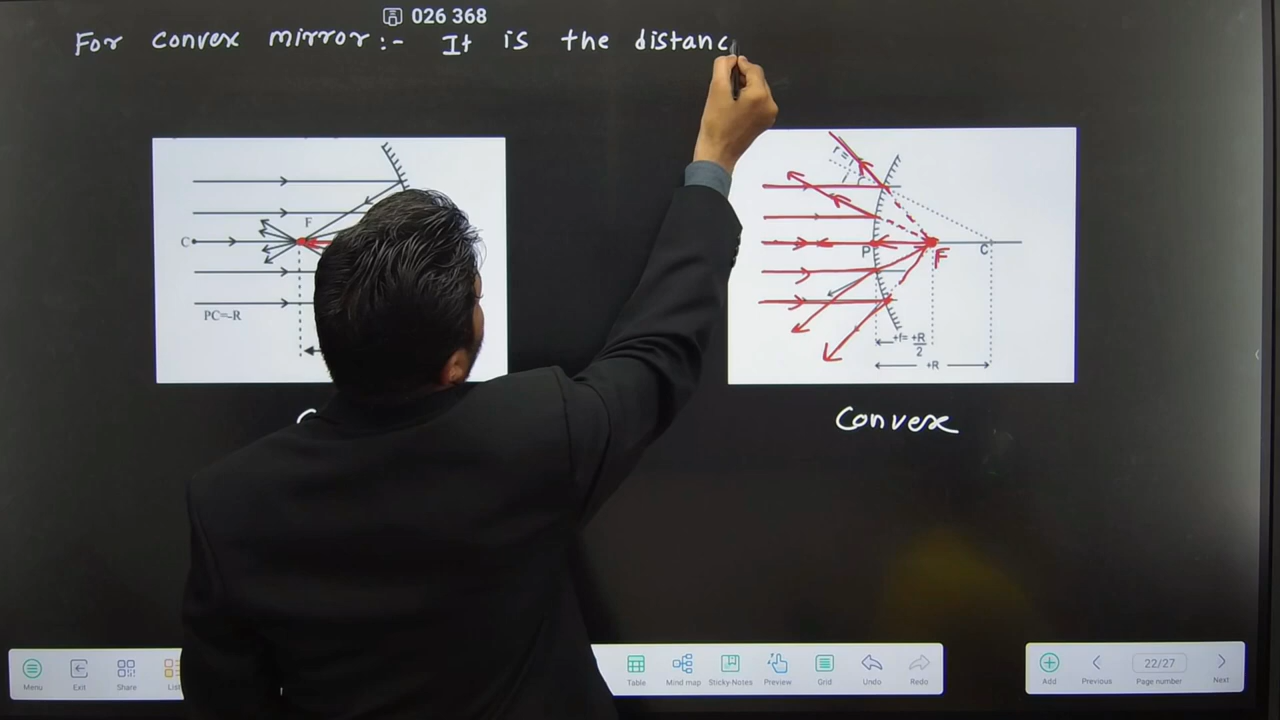 026 368
For convex mirror:- It is the distanc
F
C
PC=-R
r = i
P
F
C
+f= +R/2
+R
Convex
Menu
Exit
Share
List
Table
Mind map
Sticky-Notes
Preview
Grid
Undo
Redo
Add
Previous
22/27
Page number
Next